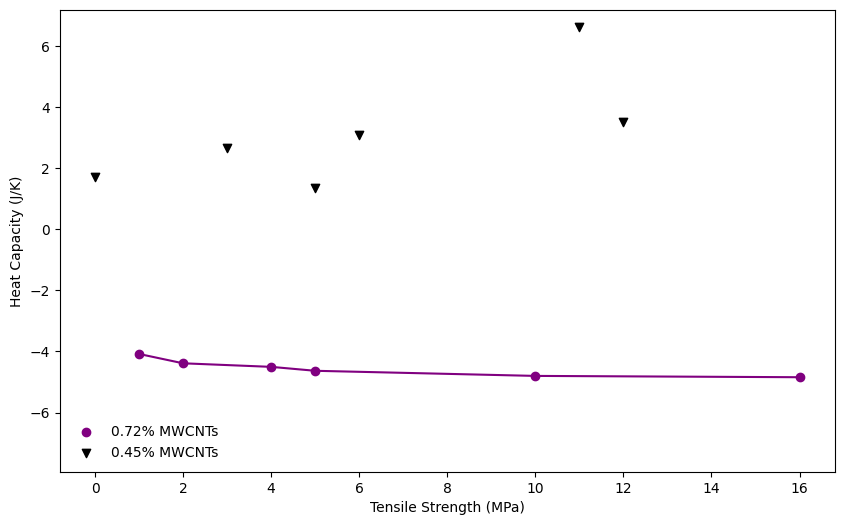 6
4
2
0
−2
−4
−6
Heat Capacity (J/K)
0.72% MWCNTs
0.45% MWCNTs
0 2 4 6 8 10 12 14 16
Tensile Strength (MPa)